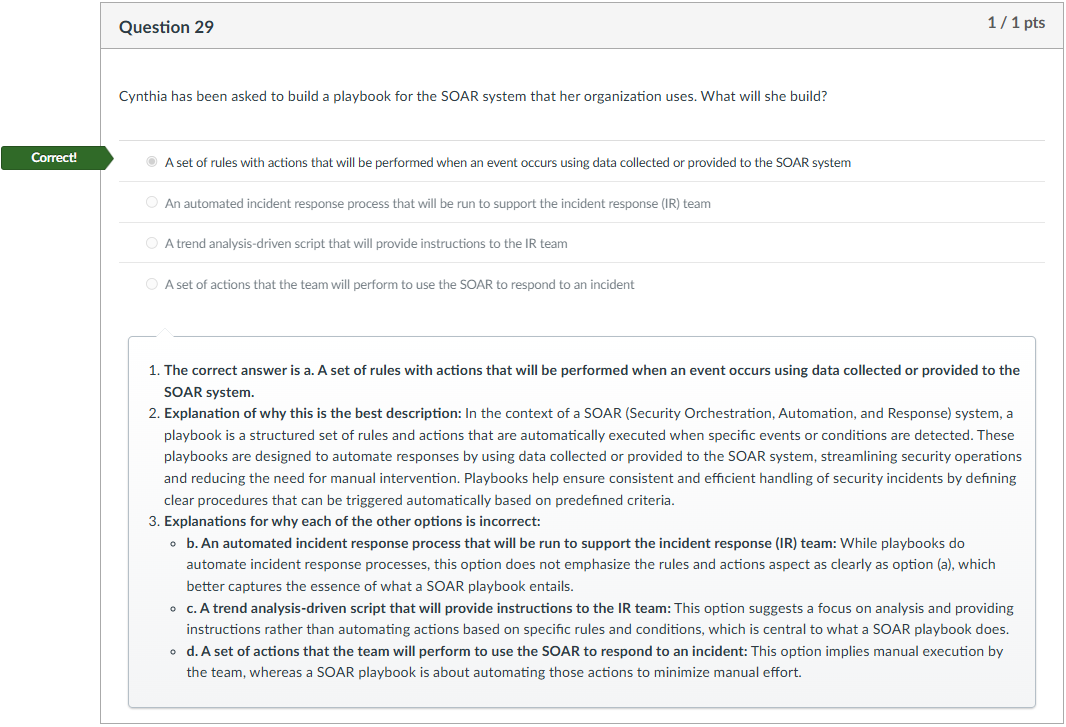 Question 29
1 / 1 pts
Cynthia has been asked to build a playbook for the SOAR system that her organization uses. What will she build?
Correct!
A set of rules with actions that will be performed when an event occurs using data collected or provided to the SOAR system
An automated incident response process that will be run to support the incident response (IR) team
A trend analysis-driven script that will provide instructions to the IR team
A set of actions that the team will perform to use the SOAR to respond to an incident
1. The correct answer is a. A set of rules with actions that will be performed when an event occurs using data collected or provided to the
SOAR system.
2. Explanation of why this is the best description: In the context of a SOAR (Security Orchestration, Automation, and Response) system, a
playbook is a structured set of rules and actions that are automatically executed when specific events or conditions are detected. These
playbooks are designed to automate responses by using data collected or provided to the SOAR system, streamlining security operations
and reducing the need for manual intervention. Playbooks help ensure consistent and efficient handling of security incidents by defining
clear procedures that can be triggered automatically based on predefined criteria.
3. Explanations for why each of the other options is incorrect:
b. An automated incident response process that will be run to support the incident response (IR) team: While playbooks do
automate incident response processes, this option does not emphasize the rules and actions aspect as clearly as option (a), which
better captures the essence of what a SOAR playbook entails.
c. A trend analysis-driven script that will provide instructions to the IR team: This option suggests a focus on analysis and providing
instructions rather than automating actions based on specific rules and conditions, which is central to what a SOAR playbook does.
d. A set of actions that the team will perform to use the SOAR to respond to an incident: This option implies manual execution by
the team, whereas a SOAR playbook is about automating those actions to minimize manual effort.